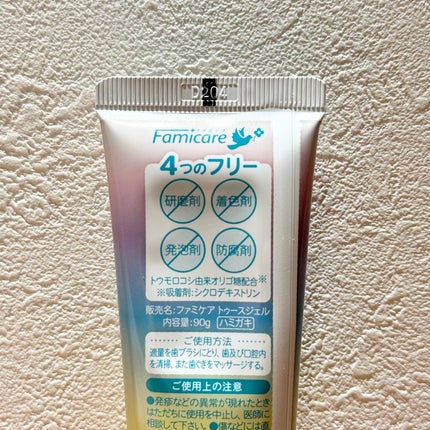 D204
Famicare
4つのフリー
研磨剤 着色剤
発泡剤 防腐剤
トウモロコシ由来オリゴ糖配合※
※吸着剤:シクロデキストリン
販売名:ファミケア トゥースジェル
内容量:90g ハミガキ
ご使用方法
適量を歯ブラシにとり、歯及び口腔内
を清掃、また歯ぐきをマッサージする。
ご使用上の注意
●発疹などの異常が現れたとき
はただちに使用を中止し、医師に
相談して下さい。●傷などには直